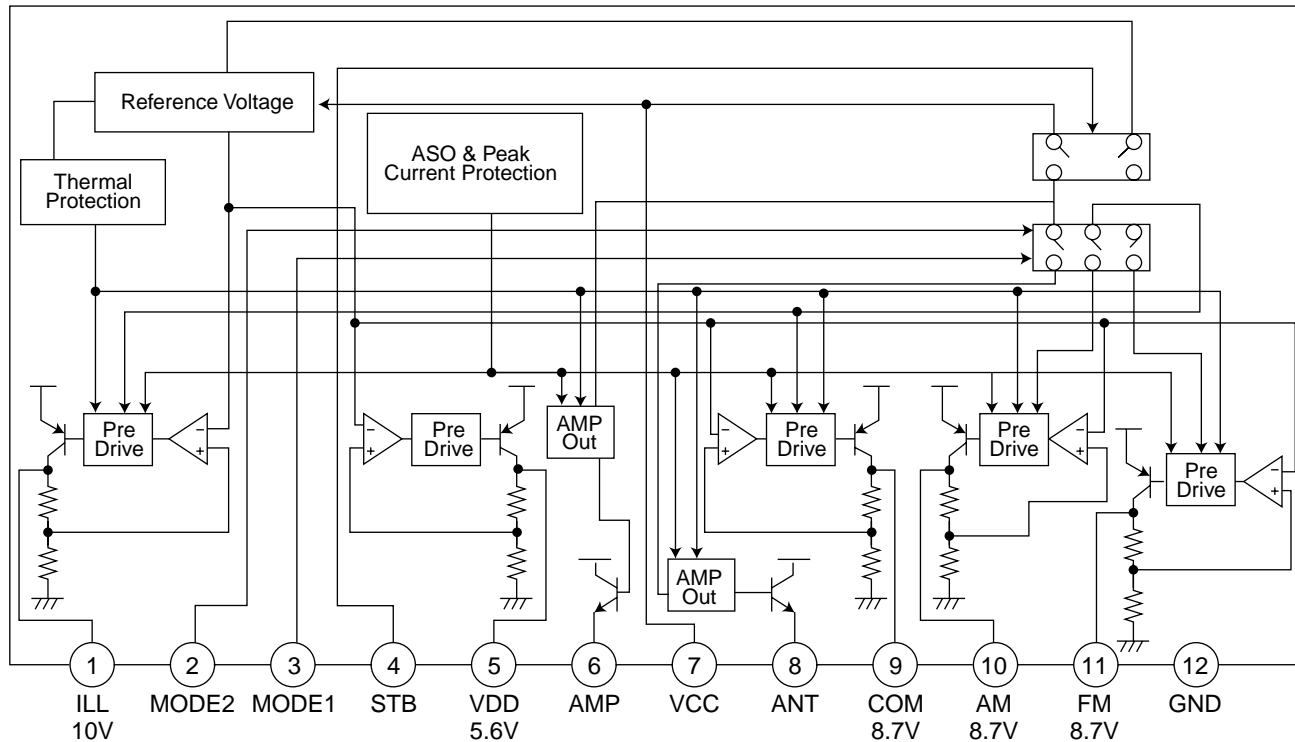 Reference Voltage
ASO & Peak
Current Protection
Thermal
Protection
Pre
Drive
−
+
−
+
Pre
Drive
AMP
Out
−
+
Pre
Drive
Pre
Drive
−
+
Pre
Drive
−
+
AMP
Out
1
2
3
4
5
6
7
8
9
10
11
12
ILL
10V
MODE2
MODE1
STB
VDD
5.6V
AMP
VCC
ANT
COM
8.7V
AM
8.7V
FM
8.7V
GND